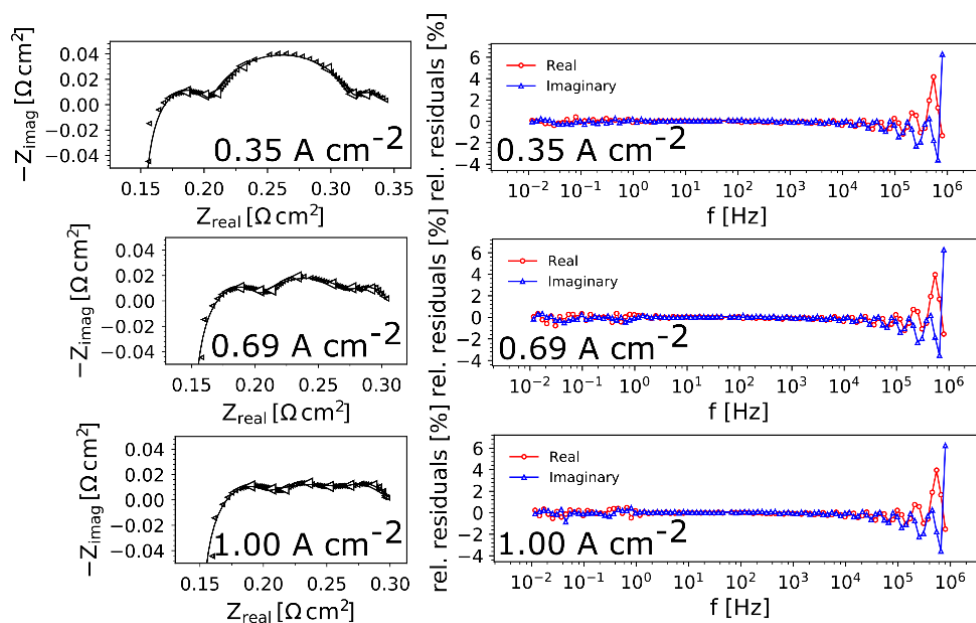 −Z_imag [Ω cm²]
0.04
0.02
0.00
−0.02
−0.04
0.35 A cm⁻²
0.15 0.20 0.25 0.30 0.35
Z_real [Ω cm²]
rel. residuals [%]
6
4
2
0
−2
−4
Real
Imaginary
0.35 A cm⁻²
10⁻² 10⁻¹ 10⁰ 10¹ 10² 10³ 10⁴ 10⁵ 10⁶
f [Hz]
−Z_imag [Ω cm²]
0.04
0.02
0.00
−0.02
−0.04
0.69 A cm⁻²
0.15 0.20 0.25 0.30
Z_real [Ω cm²]
rel. residuals [%]
6
4
2
0
−2
−4
Real
Imaginary
0.69 A cm⁻²
10⁻² 10⁻¹ 10⁰ 10¹ 10² 10³ 10⁴ 10⁵ 10⁶
f [Hz]
−Z_imag [Ω cm²]
0.04
0.02
0.00
−0.02
−0.04
1.00 A cm⁻²
0.15 0.20 0.25 0.30
Z_real [Ω cm²]
rel. residuals [%]
6
4
2
0
−2
−4
Real
Imaginary
1.00 A cm⁻²
10⁻² 10⁻¹ 10⁰ 10¹ 10² 10³ 10⁴ 10⁵ 10⁶
f [Hz]